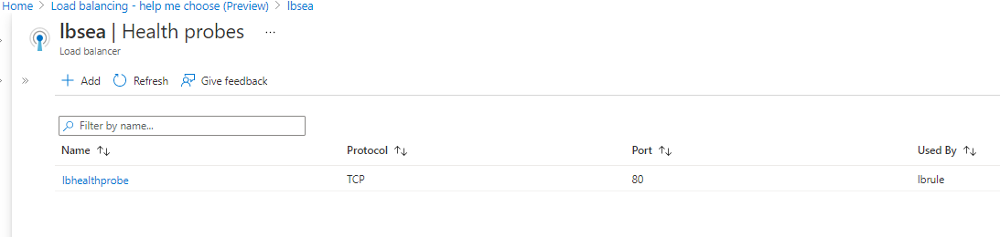 Home > Load balancing - help me choose (Preview) > lbsea
lbsea | Health probes ...
Load balancer
Add Refresh Give feedback
Filter by name...
Name Protocol Port Used By
lbhealthprobe TCP 80 lbrule